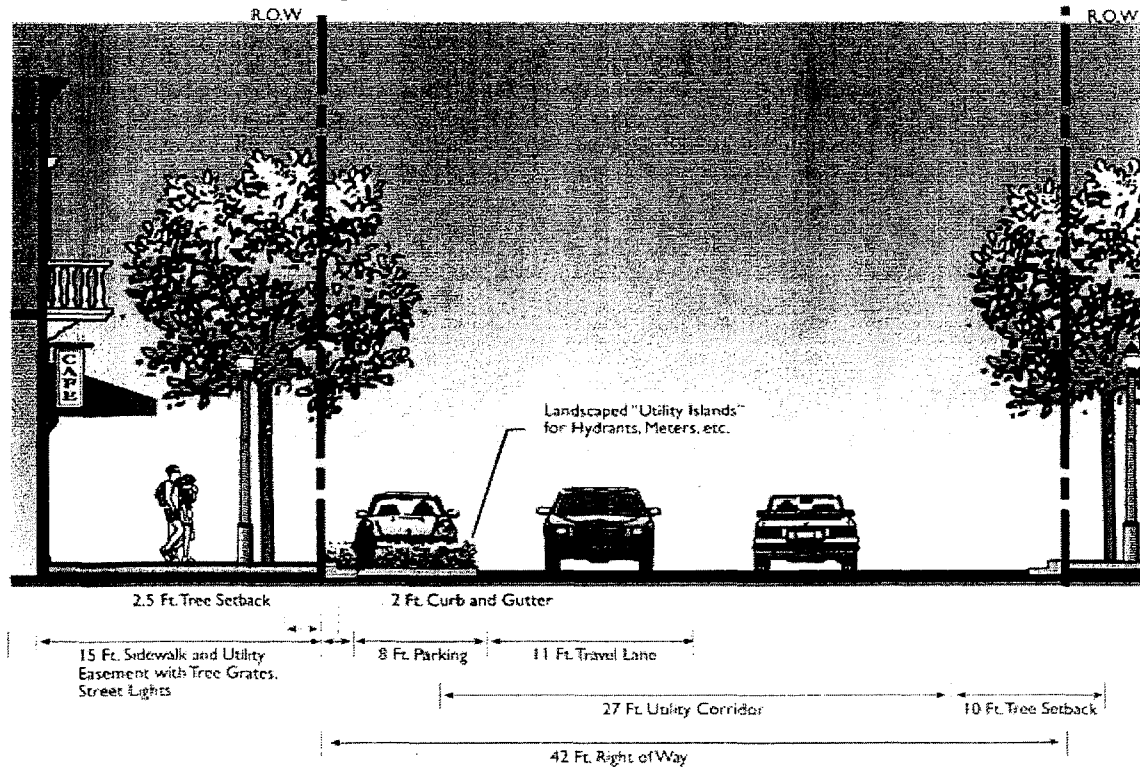 R.O.W
R.O.W
CAFE
Landscaped "Utility Islands"
for Hydrants, Meters, etc.
2.5 Ft. Tree Setback
2 Ft. Curb and Gutter
15 Ft. Sidewalk and Utility
Easement with Tree Grates,
Street Lights
8 Ft. Parking
11 Ft. Travel Lane
27 Ft. Utility Corridor
10 Ft. Tree Setback
42 Ft. Right of Way